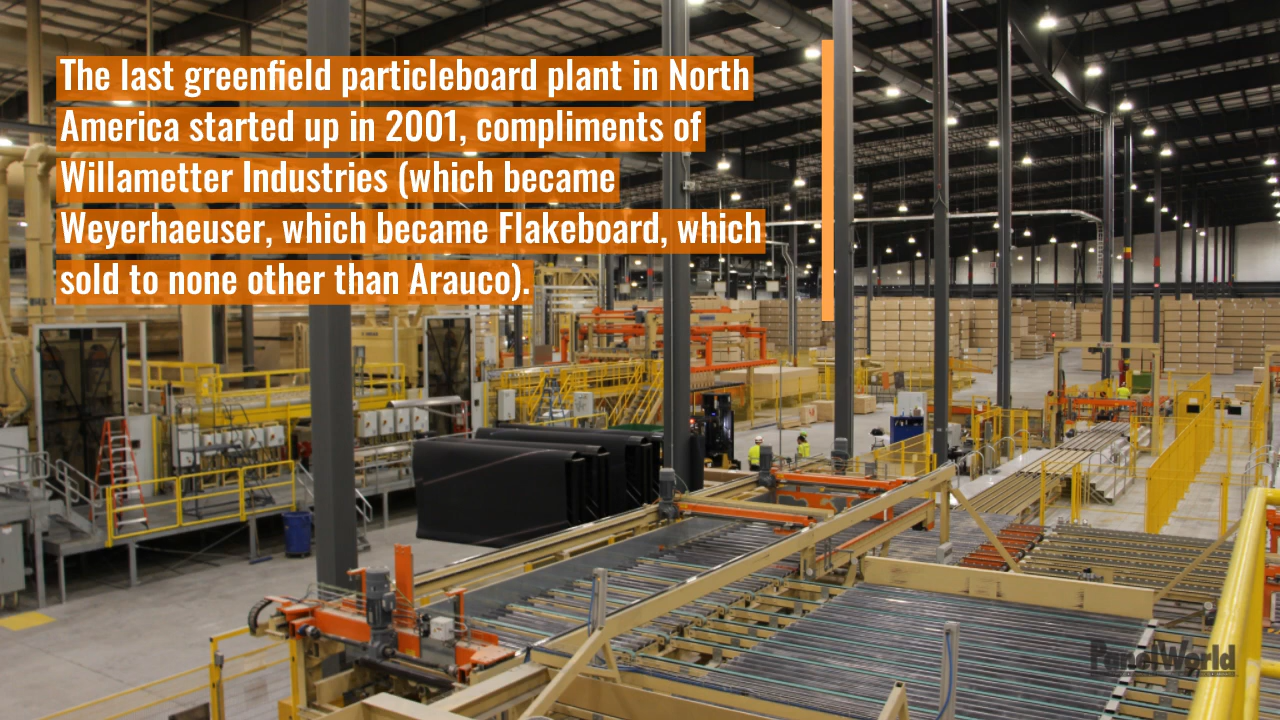 The last greenfield particleboard plant in North
America started up in 2001, compliments of
Willametter Industries (which became
Weyerhaeuser, which became Flakeboard, which
sold to none other than Arauco).
PanelWorld